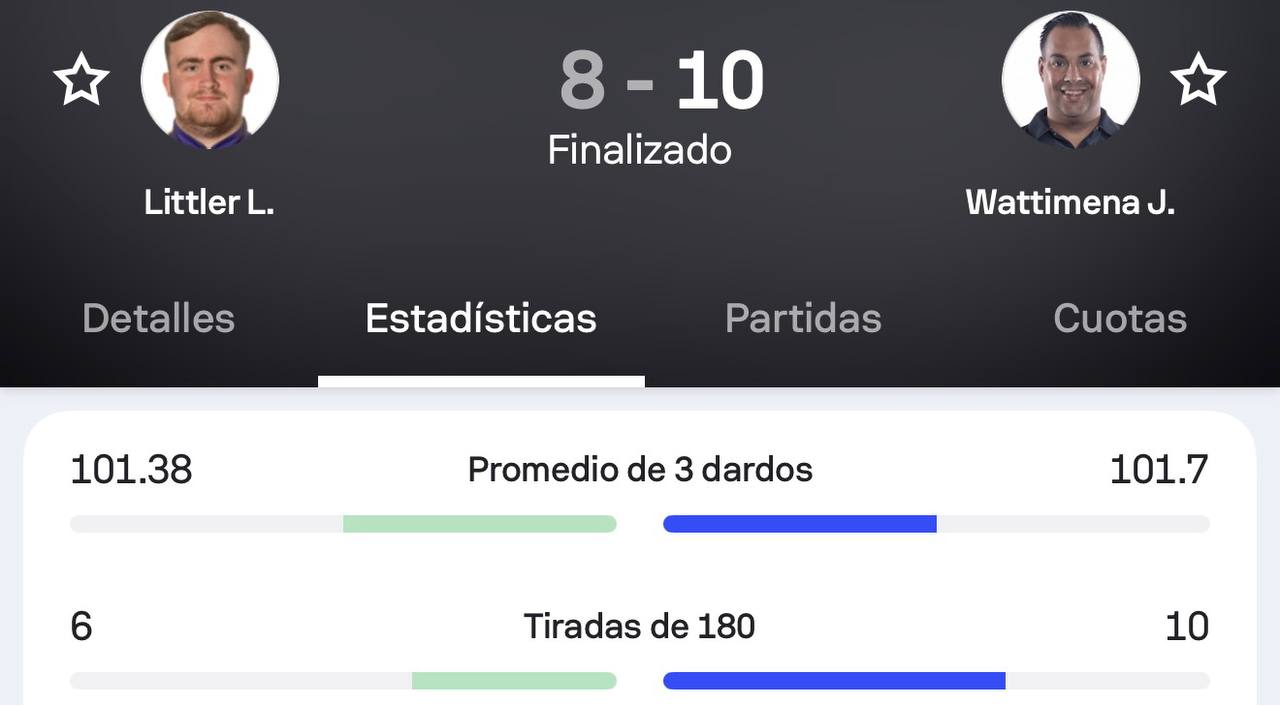 8 - 10
Finalizado
Littler L.
Wattimena J.
Detalles
Estadísticas
Partidas
Cuotas
101.38
Promedio de 3 dardos
101.7
6
Tiradas de 180
10